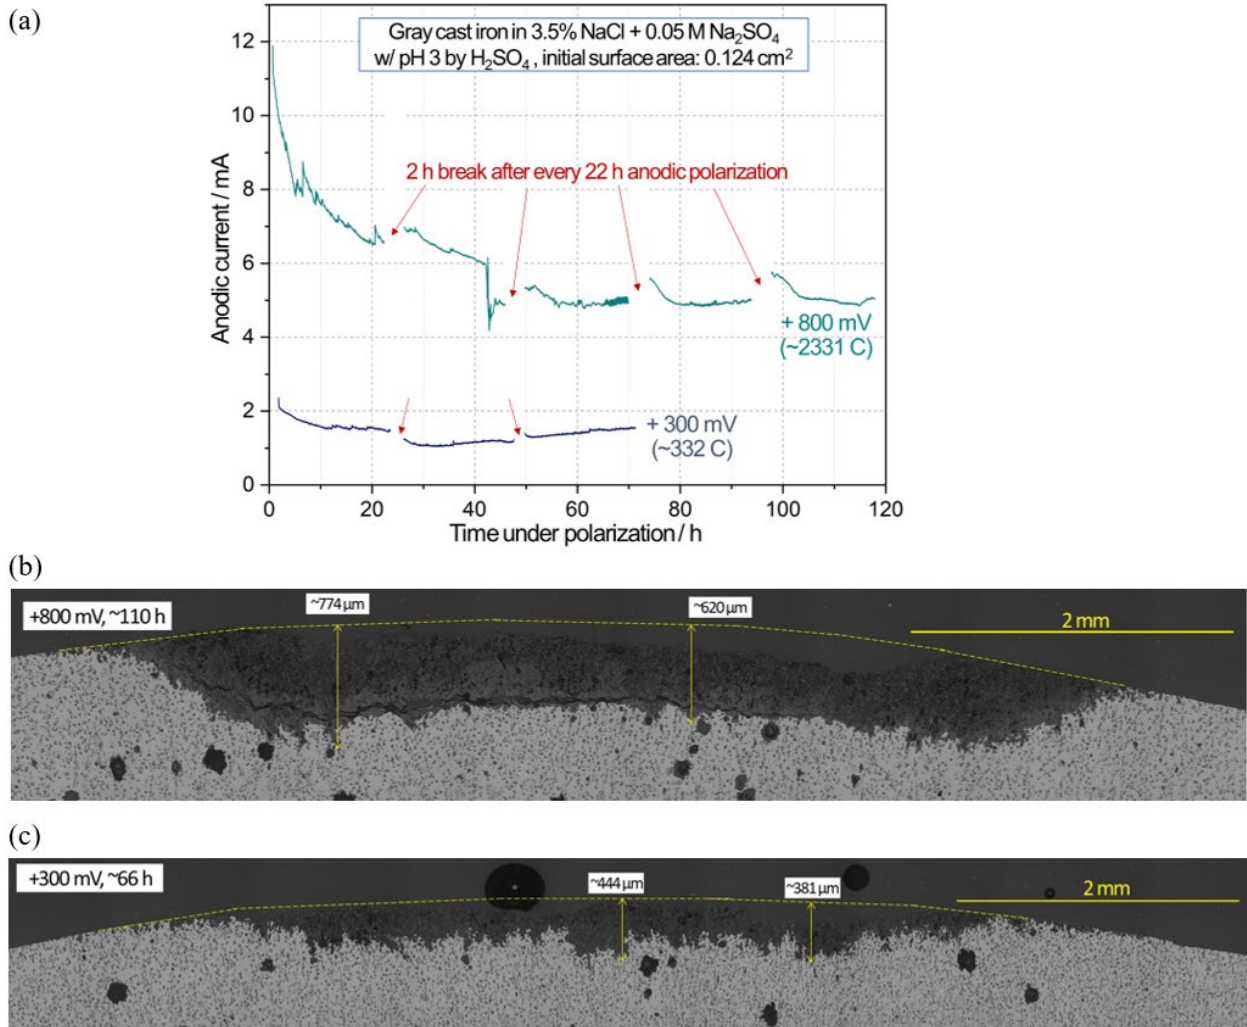 (a)
Gray cast iron in 3.5% NaCl + 0.05 M Na₂SO₄
w/ pH 3 by H₂SO₄ , initial surface area: 0.124 cm²
2 h break after every 22 h anodic polarization
+ 800 mV
(~2331 C)
+ 300 mV
(~332 C)
Anodic current / mA
12
10
8
6
4
2
0
0 20 40 60 80 100 120
Time under polarization / h
(b)
+800 mV, ~110 h
~774 µm
~620 µm
2 mm
(c)
+300 mV, ~66 h
~444 µm
~381 µm
2 mm